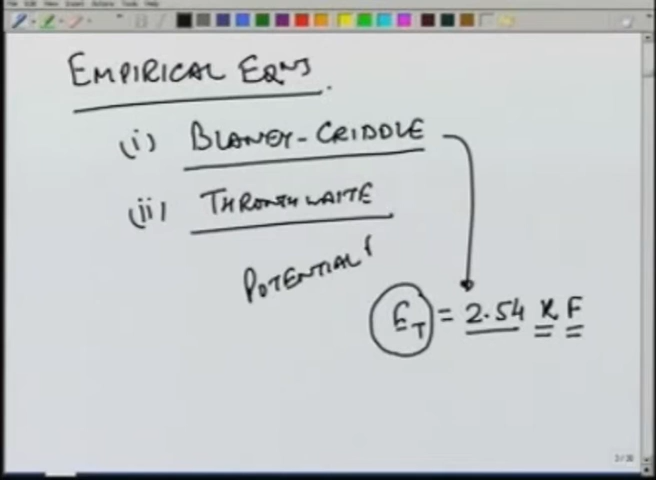 EMPIRICAL EQNS
(i) BLANEY-CRIDDLE
(ii) THRONTHWAITE
POTENTIAL
ET = 2.54 K F